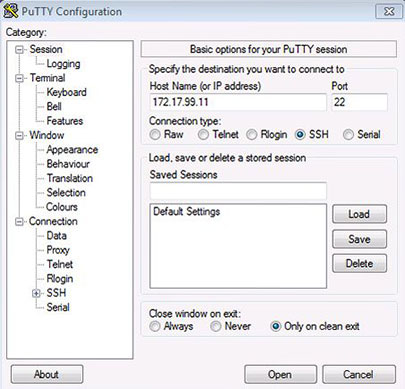 PuTTY Configuration
Category:
Session
Logging
Terminal
Keyboard
Bell
Features
Window
Appearance
Behaviour
Translation
Selection
Colours
Connection
Data
Proxy
Telnet
Rlogin
SSH
Serial
Basic options for your PuTTY session
Specify the destination you want to connect to
Host Name (or IP address) Port
172.17.99.11 22
Connection type:
Raw Telnet Rlogin SSH Serial
Load, save or delete a stored session
Saved Sessions
Default Settings
Load
Save
Delete
Close window on exit:
Always Never Only on clean exit
About Open Cancel